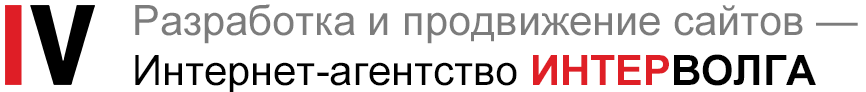 IV
Разработка и продвижение сайтов —
Интернет-агентство ИНТЕРВОЛГА